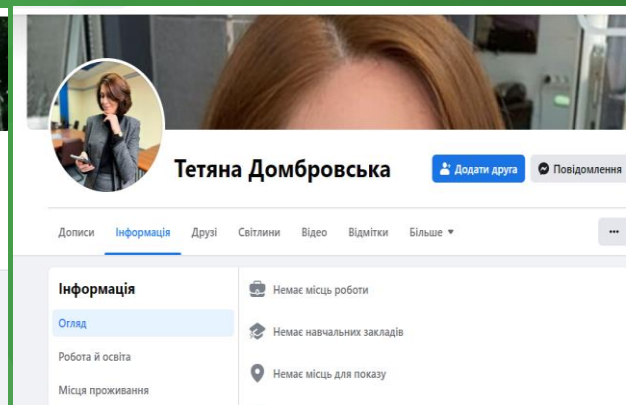 Тетяна Домбровська
Додати друга
Повідомлення
Дописи Інформація Друзі Світлини Відео Відмітки Більше
Інформація
Огляд
Робота й освіта
Місця проживання
Немає місць роботи
Немає навчальних закладів
Немає місць для показу